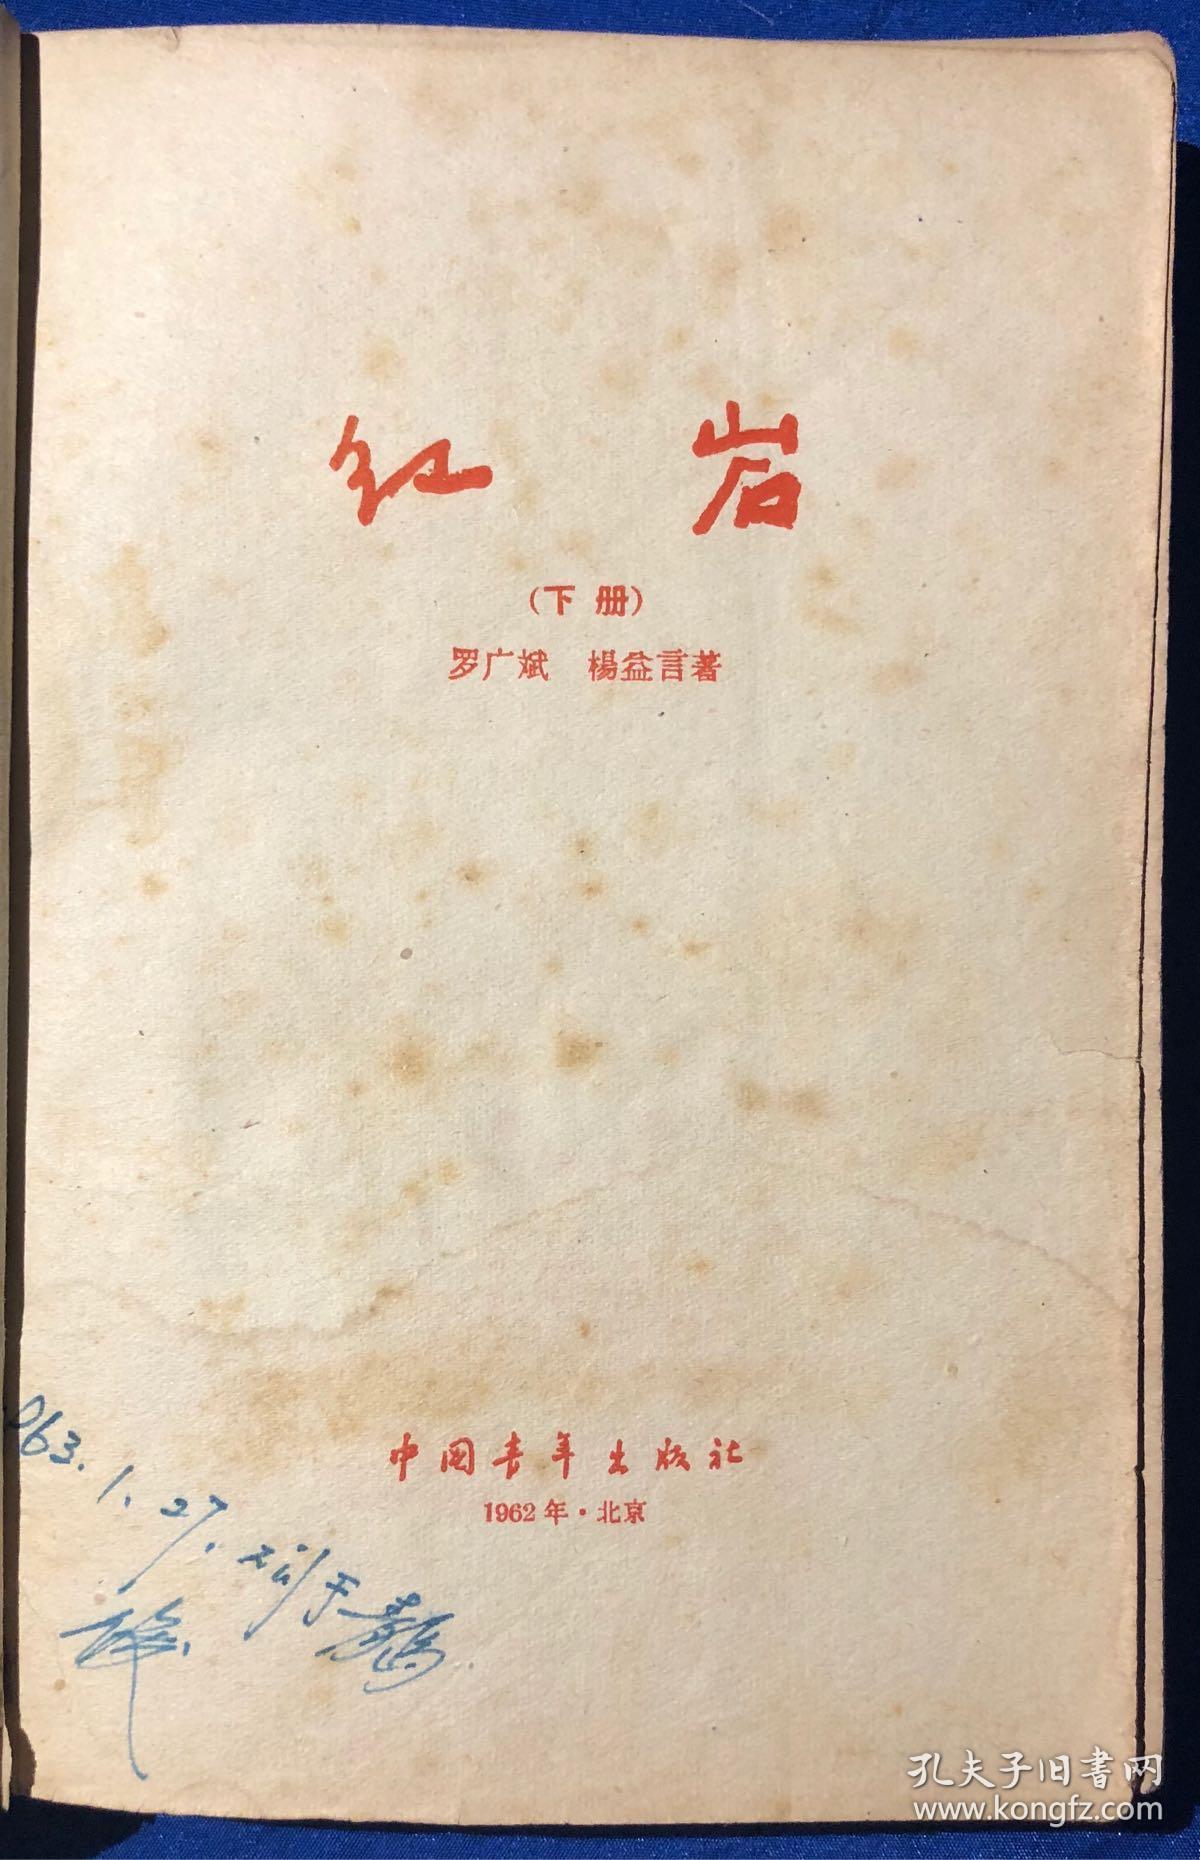 红 岩
(下 册)
罗广斌 楊益言著
中国青年出版社
1962年·北京
963.1.27.
孔夫子旧書网
www.kongfz.com